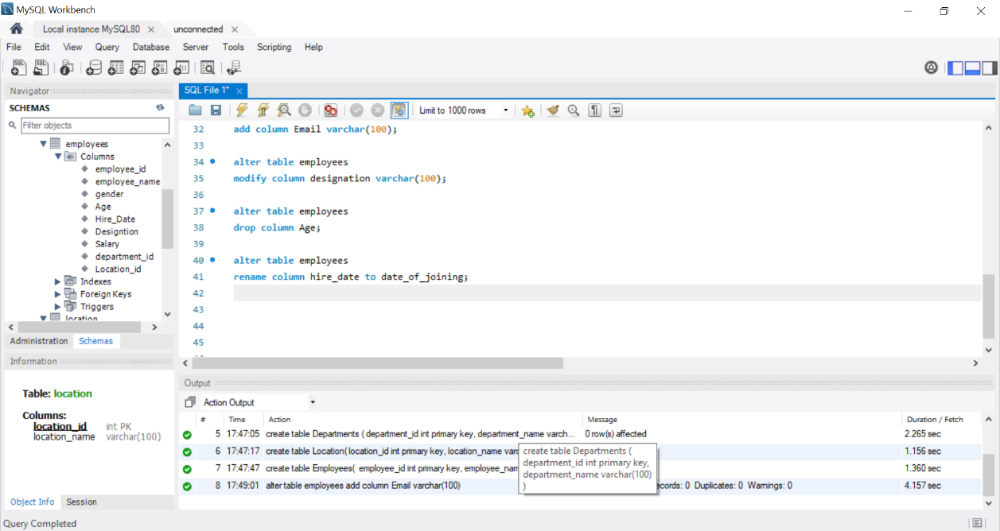 MySQL Workbench
Local instance MySQL80
unconnected
File Edit View Query Database Server Tools Scripting Help
Navigator
SCHEMAS
Filter objects
employees
Columns
employee_id
employee_name
gender
Age
Hire_Date
Designtion
Salary
department_id
Location_id
Indexes
Foreign Keys
Triggers
location
Administration Schemas
Information
Table: location
Columns:
location_id int PK
location_name varchar(100)
Object Info Session
Query Completed
SQL File 1*
Limit to 1000 rows
32 add column Email varchar(100);
33
34 alter table employees
35 modify column designation varchar(100);
36
37 alter table employees
38 drop column Age;
39
40 alter table employees
41 rename column hire_date to date_of_joining;
42
43
44
45
Output
Action Output
# Time Action Message Duration / Fetch
5 17:47:05 create table Departments ( department_id int primary key, department_name varch... 0 row(s) affected 2.265 sec
6 17:47:17 create table Location( location_id int primary key, location_name varc 1.156 sec
7 17:47:47 create table Employees( employee_id int primary key, employee_nam 1.360 sec
8 17:49:01 alter table employees add column Email varchar(100) ecords: 0 Duplicates: 0 Warnings: 0 4.157 sec
create table Departments (
department_id int primary key,
department_name varchar(100)
)